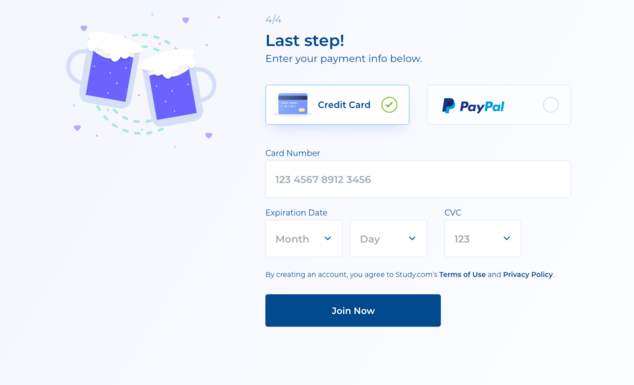 4/4
Last step!
Enter your payment info below.
Credit Card
PayPal
Card Number
123 4567 8912 3456
Expiration Date
CVC
Month
Day
123
By creating an account, you agree to Study.com's Terms of Use and Privacy Policy.
Join Now